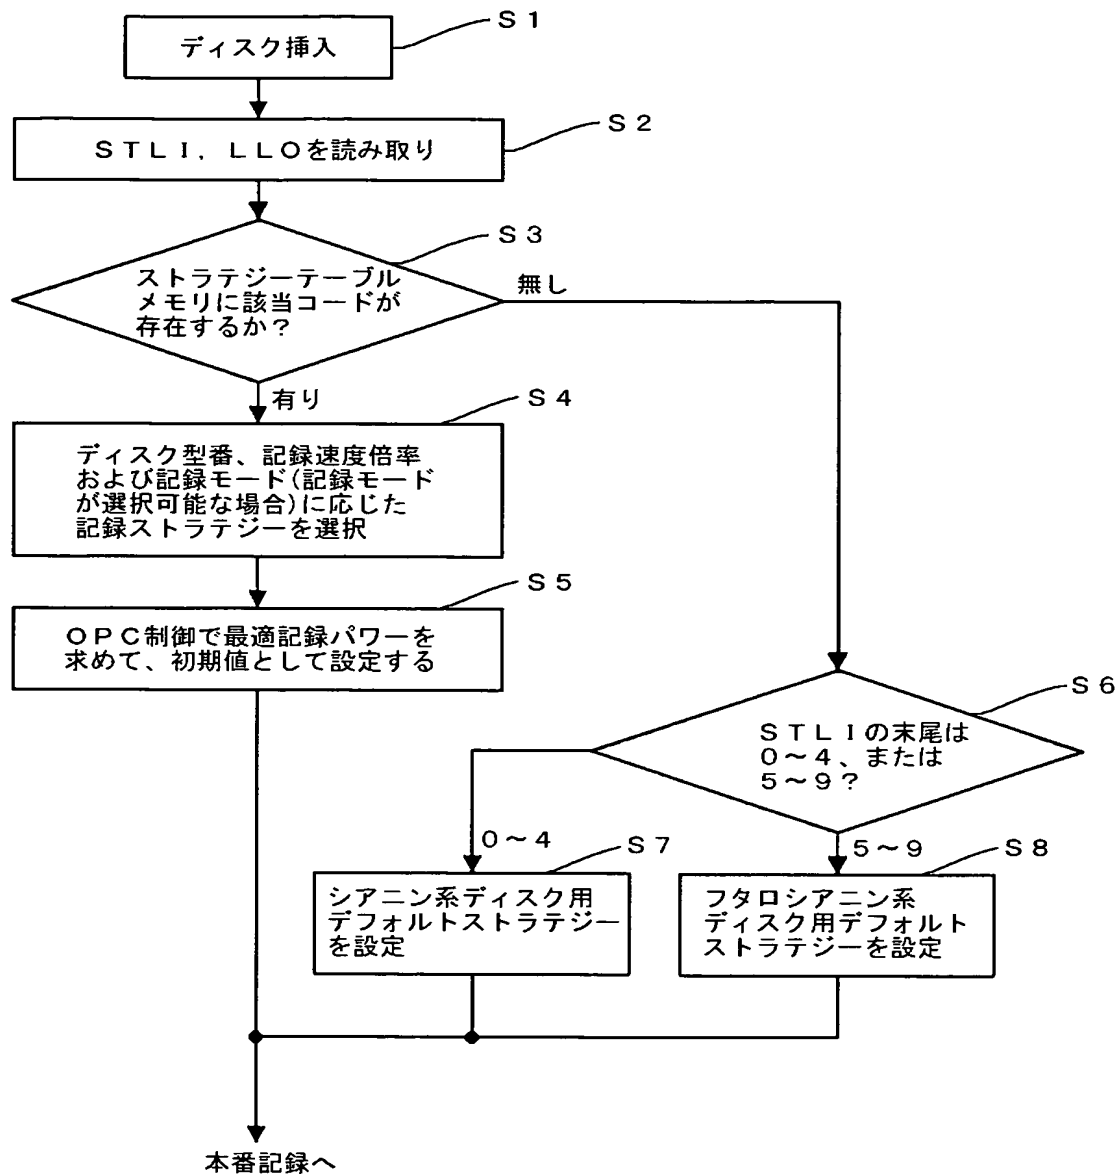 S1
ディスク挿入
S2
STLI, LLOを読み取り
S3
ストラテジーテーブル
メモリに該当コードが
存在するか?
無し
有り
S4
ディスク型番、記録速度倍率
および記録モード(記録モード
が選択可能な場合)に応じた
記録ストラテジーを選択
S5
OPC制御で最適記録パワーを
求めて、初期値として設定する
S6
STLIの末尾は
0~4、または
5~9?
0~4
S7
5~9
S8
シアニン系ディスク用
デフォルトストラテジー
を設定
フタロシアニン系
ディスク用デフォルト
ストラテジーを設定
本番記録へ